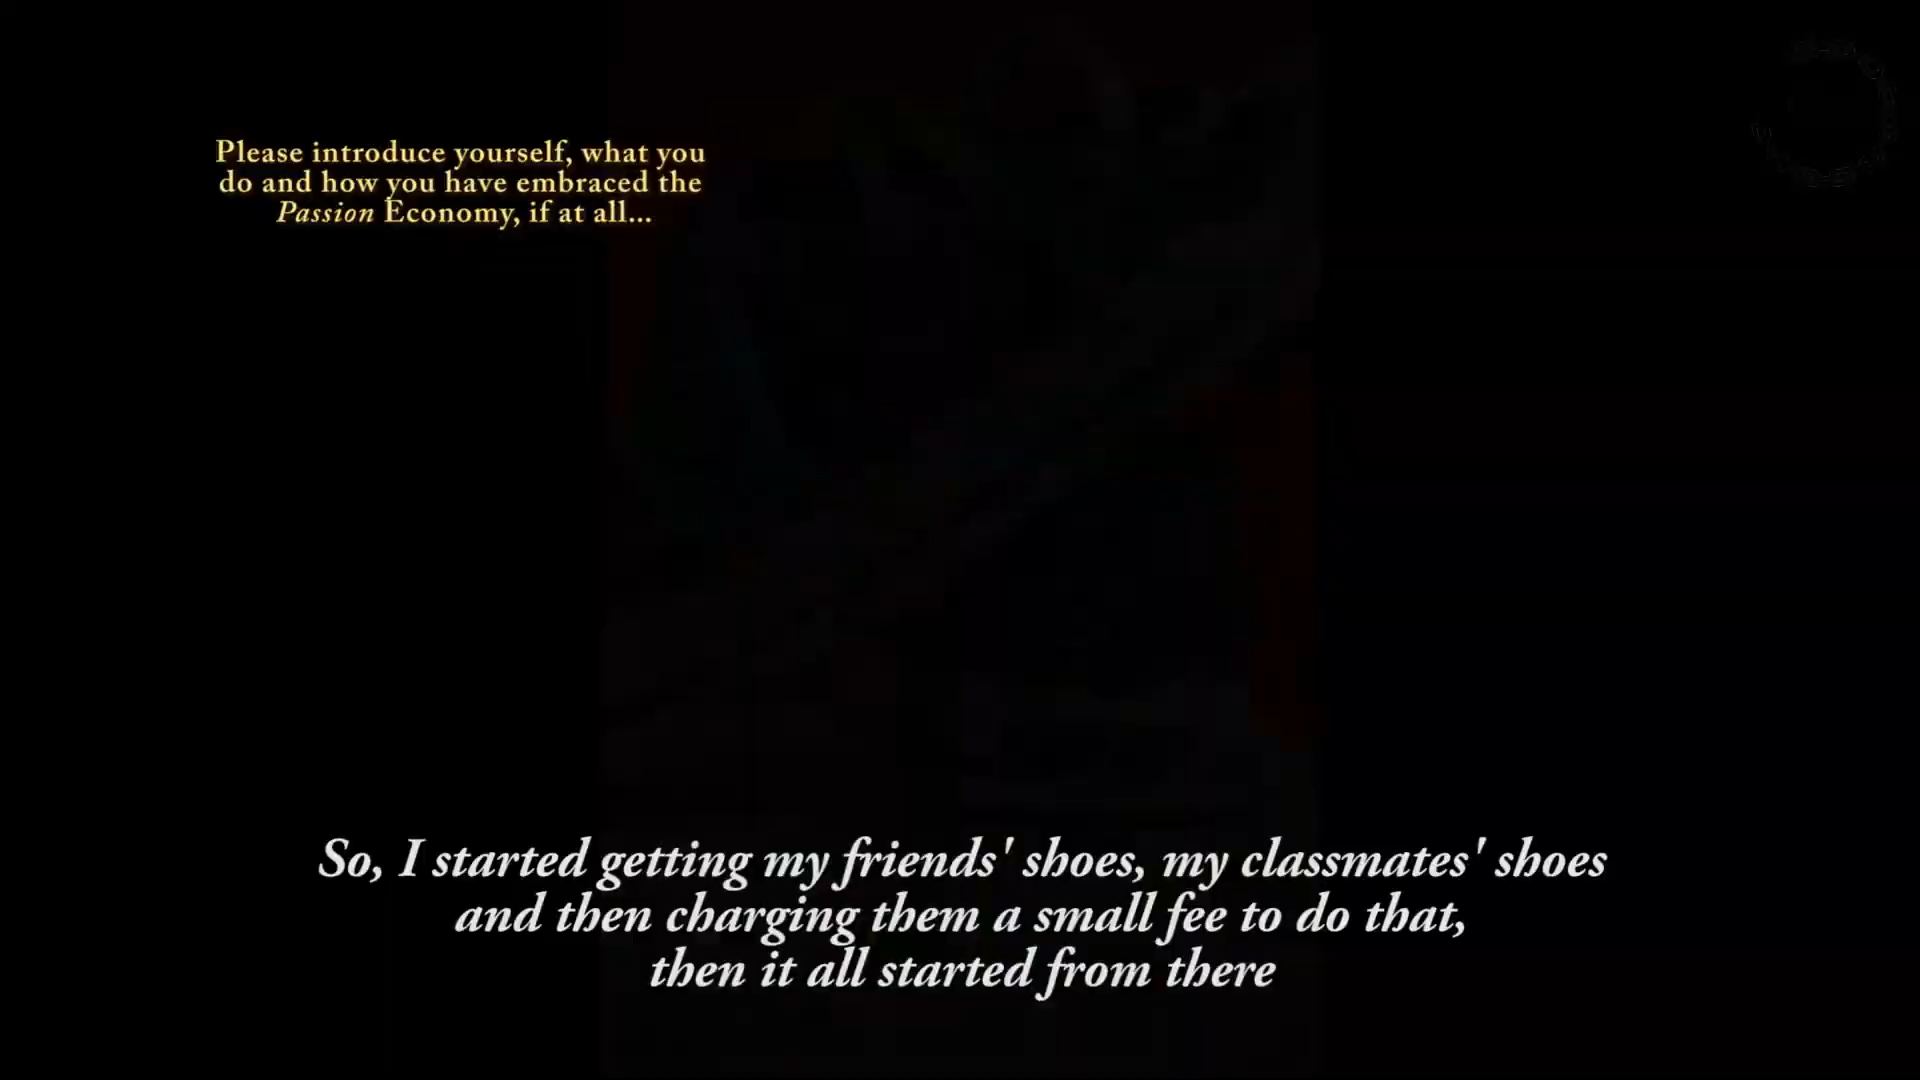 Please introduce yourself, what you
do and how you have embraced the
Passion Economy, if at all...
So, I started getting my friends' shoes, my classmates' shoes
and then charging them a small fee to do that,
then it all started from there